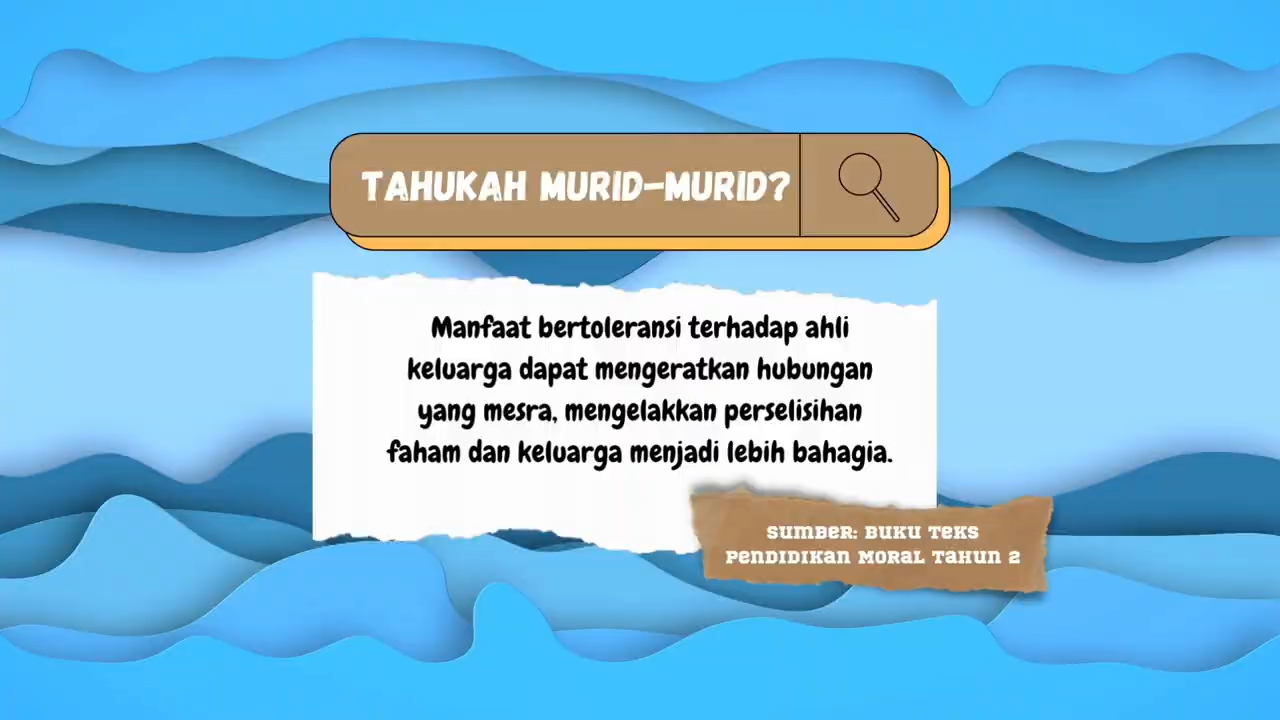 TAHUKAH MURID-MURID?
Manfaat bertoleransi terhadap ahli
keluarga dapat mengeratkan hubungan
yang mesra, mengelakkan perselisihan
faham dan keluarga menjadi lebih bahagia.
SUMBER: BUKU TEKS
PENDIDIKAN MORAL TAHUN 2